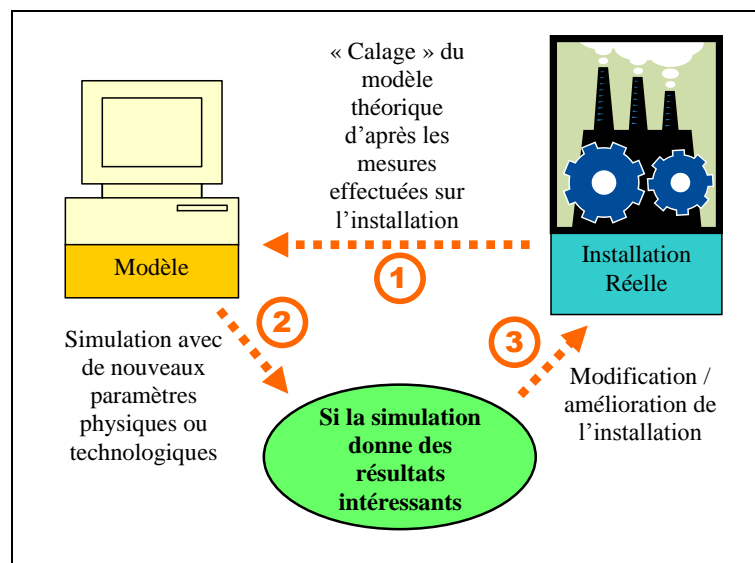 « Calage » du
modèle
théorique
d'après les
mesures
effectuées sur
l'installation
Modèle
Installation
Réelle
1
2
3
Simulation avec
de nouveaux
paramètres
physiques ou
technologiques
Si la simulation
donne des
résultats
intéressants
Modification /
amélioration de
l'installation